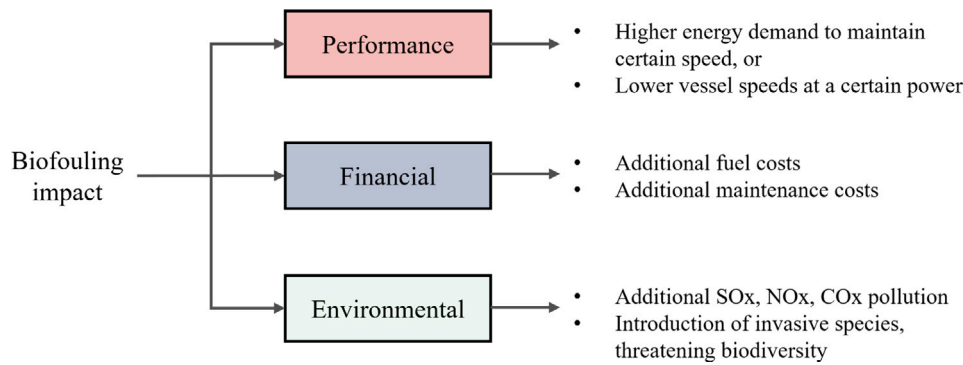 Biofouling
impact
Performance
• Higher energy demand to maintain
certain speed, or
• Lower vessel speeds at a certain power
Financial
• Additional fuel costs
• Additional maintenance costs
Environmental
• Additional SOx, NOx, COx pollution
• Introduction of invasive species,
threatening biodiversity